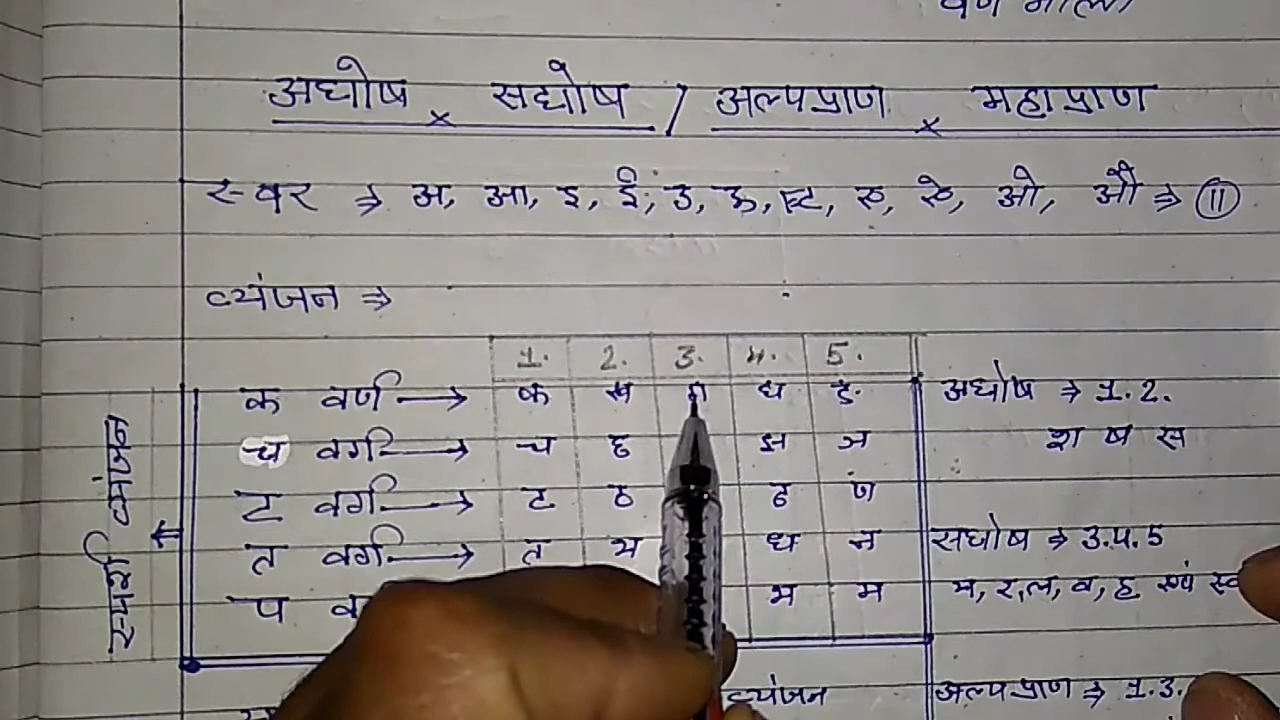 वर्ण माला
अघोष × सघोष / अल्पप्राण × महाप्राण
स्वर ⇒ अ, आ, इ, ई, उ, ऊ, ऋ, ए, ऐ, ओ, औ ⇒ 11
व्यंजन ⇒
1. 2. 3. 4. 5.
क वर्ग → क ख ग घ ङ अघोष ⇒ 1.2.
च वर्ग → च छ झ ञ श ष स
ट वर्ग → ट ठ ढ ण
त वर्ग → त थ ध न सघोष ⇒ 3.4.5
प भ म य, र, ल, व, ह एवं
स्पर्श व्यंजन
व्यंजन अल्पप्राण ⇒ 1.3.